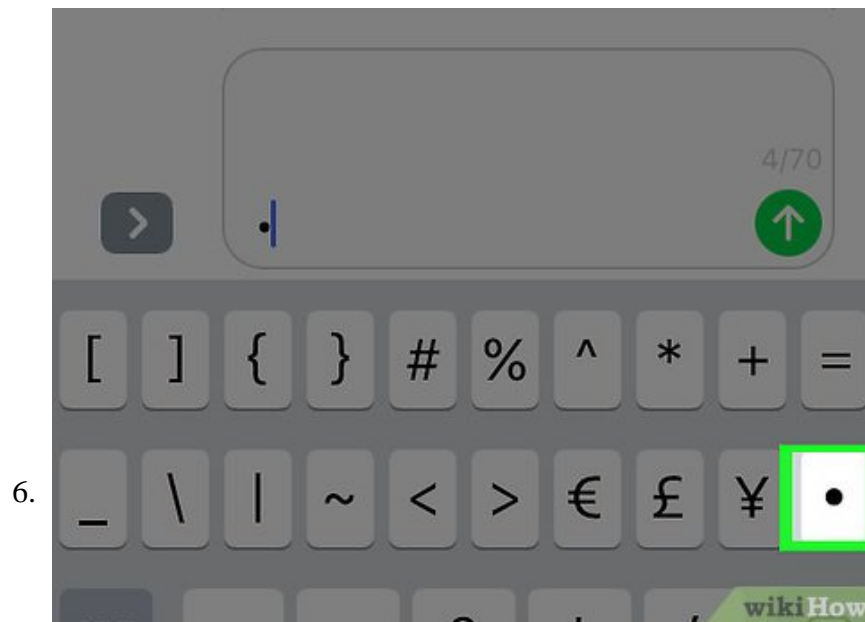 4/70
•
[ ] { } # % ^ * + =
6.
_ \ | ~ < > € £ ¥ •
wikiHow